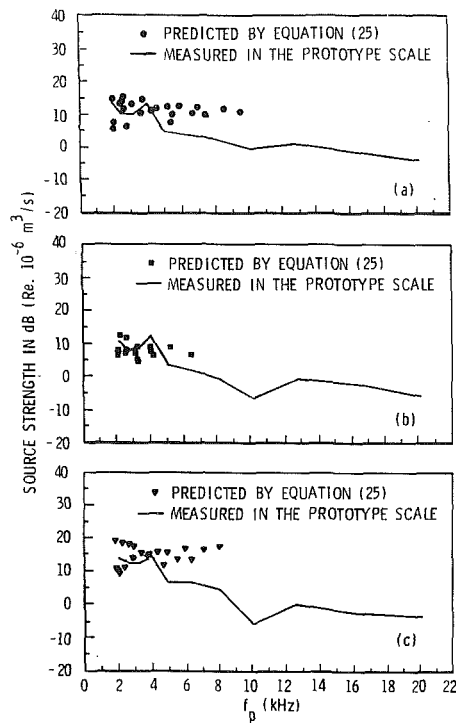 40
30
20
10
0
-10
-20
PREDICTED BY EQUATION (25)
MEASURED IN THE PROTOTYPE SCALE
(a)
40
30
20
10
0
-10
-20
PREDICTED BY EQUATION (25)
MEASURED IN THE PROTOTYPE SCALE
(b)
SOURCE STRENGTH IN dB (Re. 10⁻⁶ m³/s)
40
30
20
10
0
-10
-20
PREDICTED BY EQUATION (25)
MEASURED IN THE PROTOTYPE SCALE
(c)
0 2 4 6 8 10 12 14 16 18 20 22
fp (kHz)